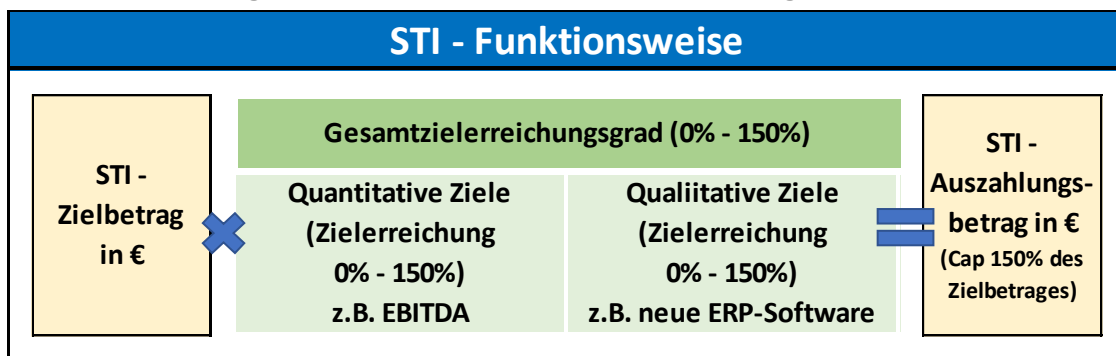 STI - Funktionsweise
STI -
Zielbetrag
in €
Gesamtzielerreichungsgrad (0% - 150%)
Quantitative Ziele
(Zielerreichung
0% - 150%)
z.B. EBITDA
Qualiitative Ziele
(Zielerreichung
0% - 150%)
z.B. neue ERP-Software
STI -
Auszahlungs-
betrag in €
(Cap 150% des
Zielbetrages)